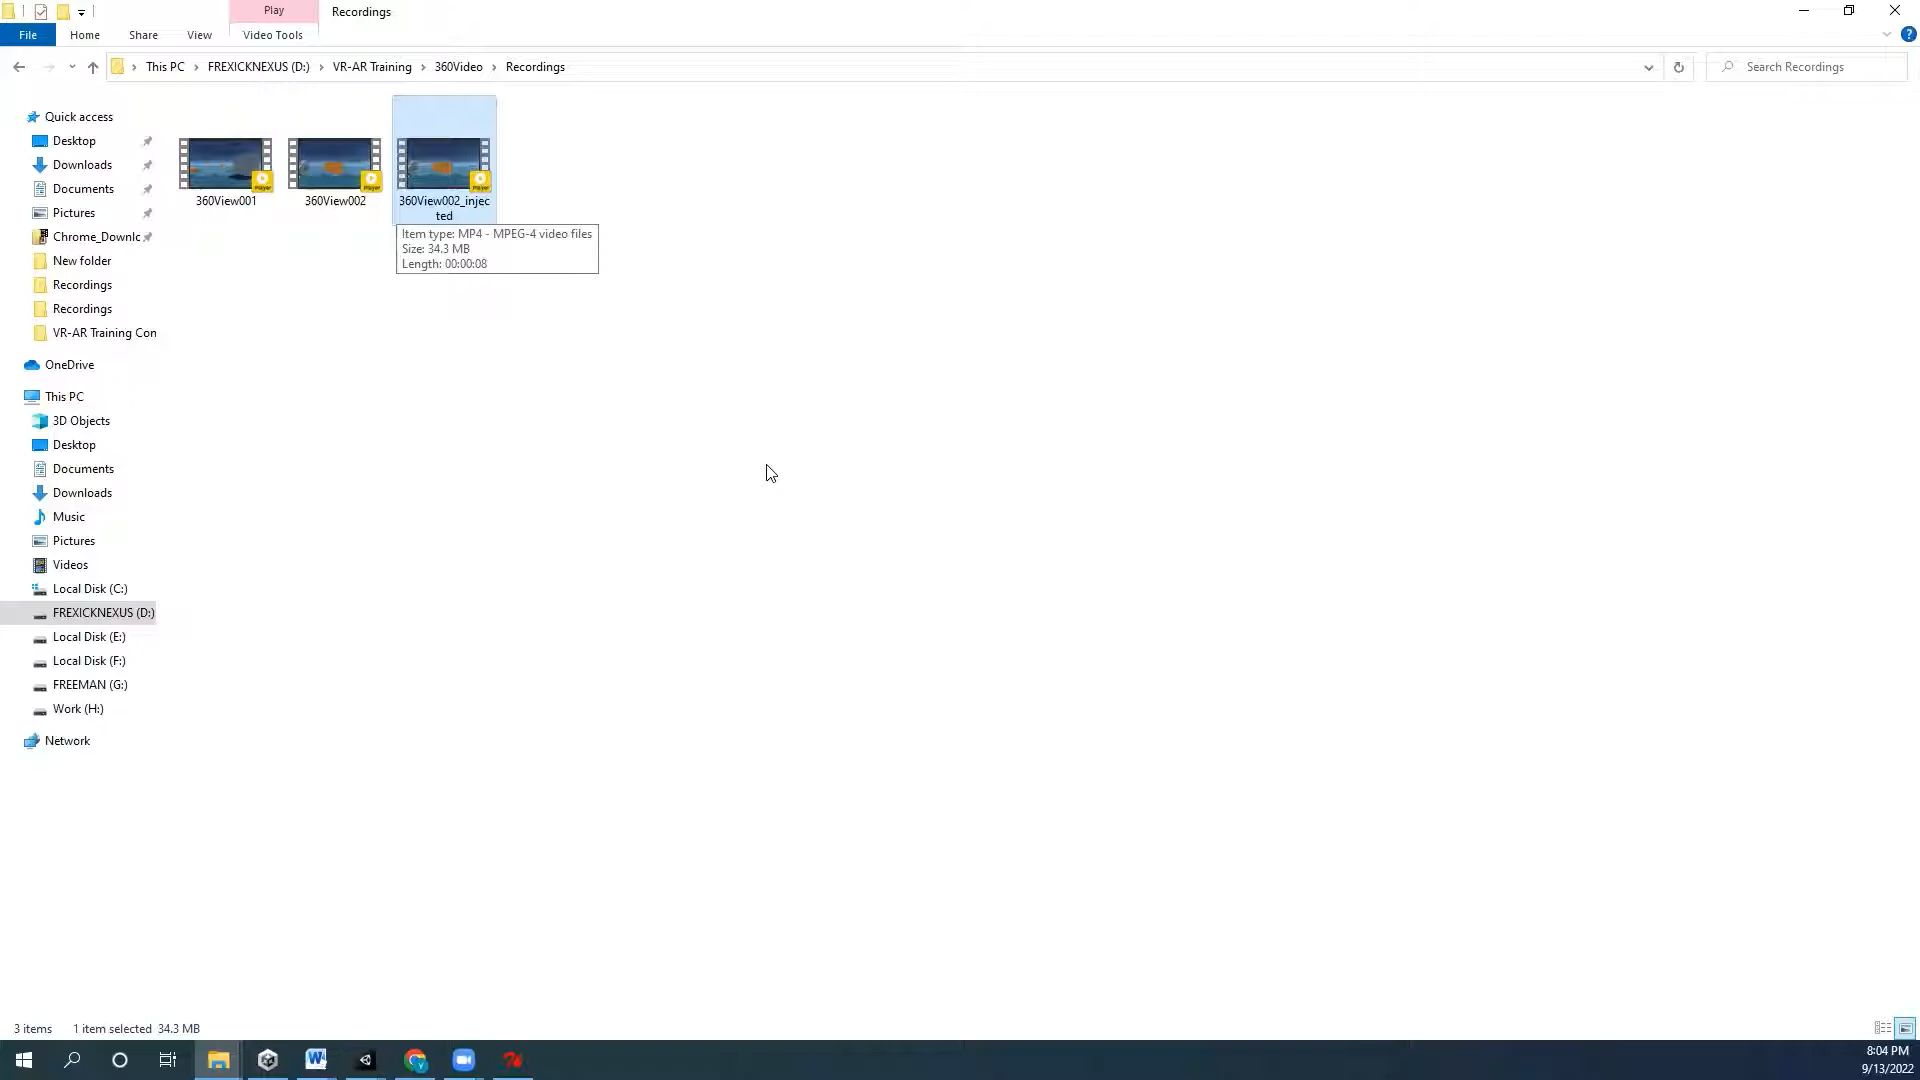 Play
Recordings
File
Home
Share
View
Video Tools
This PC
FREXICKNEXUS (D:)
VR-AR Training
360Video
Recordings
Search Recordings
Quick access
Desktop
Downloads
Documents
Pictures
Chrome_Downlc
New folder
Recordings
Recordings
VR-AR Training Con
OneDrive
This PC
3D Objects
Desktop
Documents
Downloads
Music
Pictures
Videos
Local Disk (C:)
FREXICKNEXUS (D:)
Local Disk (E:)
Local Disk (F:)
FREEMAN (G:)
Work (H:)
Network
Player
Player
Player
360View001
360View002
360View002_injec
ted
Item type: MP4 - MPEG-4 video files
Size: 34.3 MB
Length: 00:00:08
3 items
1 item selected 34.3 MB
8:04 PM
9/13/2022